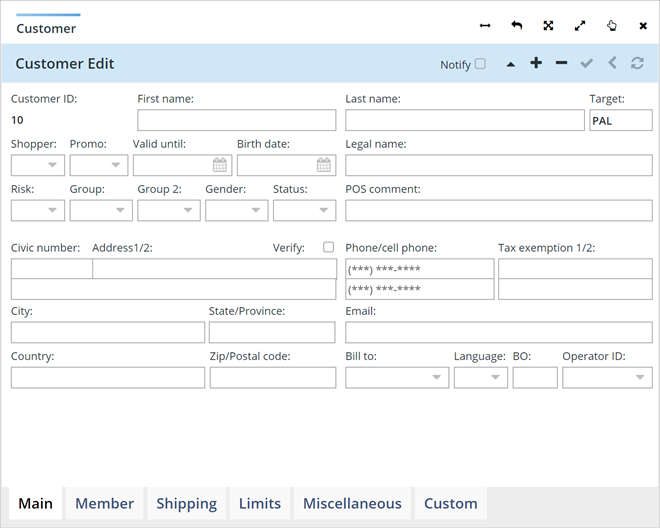 Customer
Customer Edit
Notify
Customer ID: First name: Last name: Target:
10 PAL
Shopper: Promo: Valid until: Birth date: Legal name:
Risk: Group: Group 2: Gender: Status: POS comment:
Civic number: Address1/2: Verify: Phone/cell phone: Tax exemption 1/2:
(***) ***-****
(***) ***-****
City: State/Province: Email:
Country: Zip/Postal code: Bill to: Language: BO: Operator ID:
Main Member Shipping Limits Miscellaneous Custom